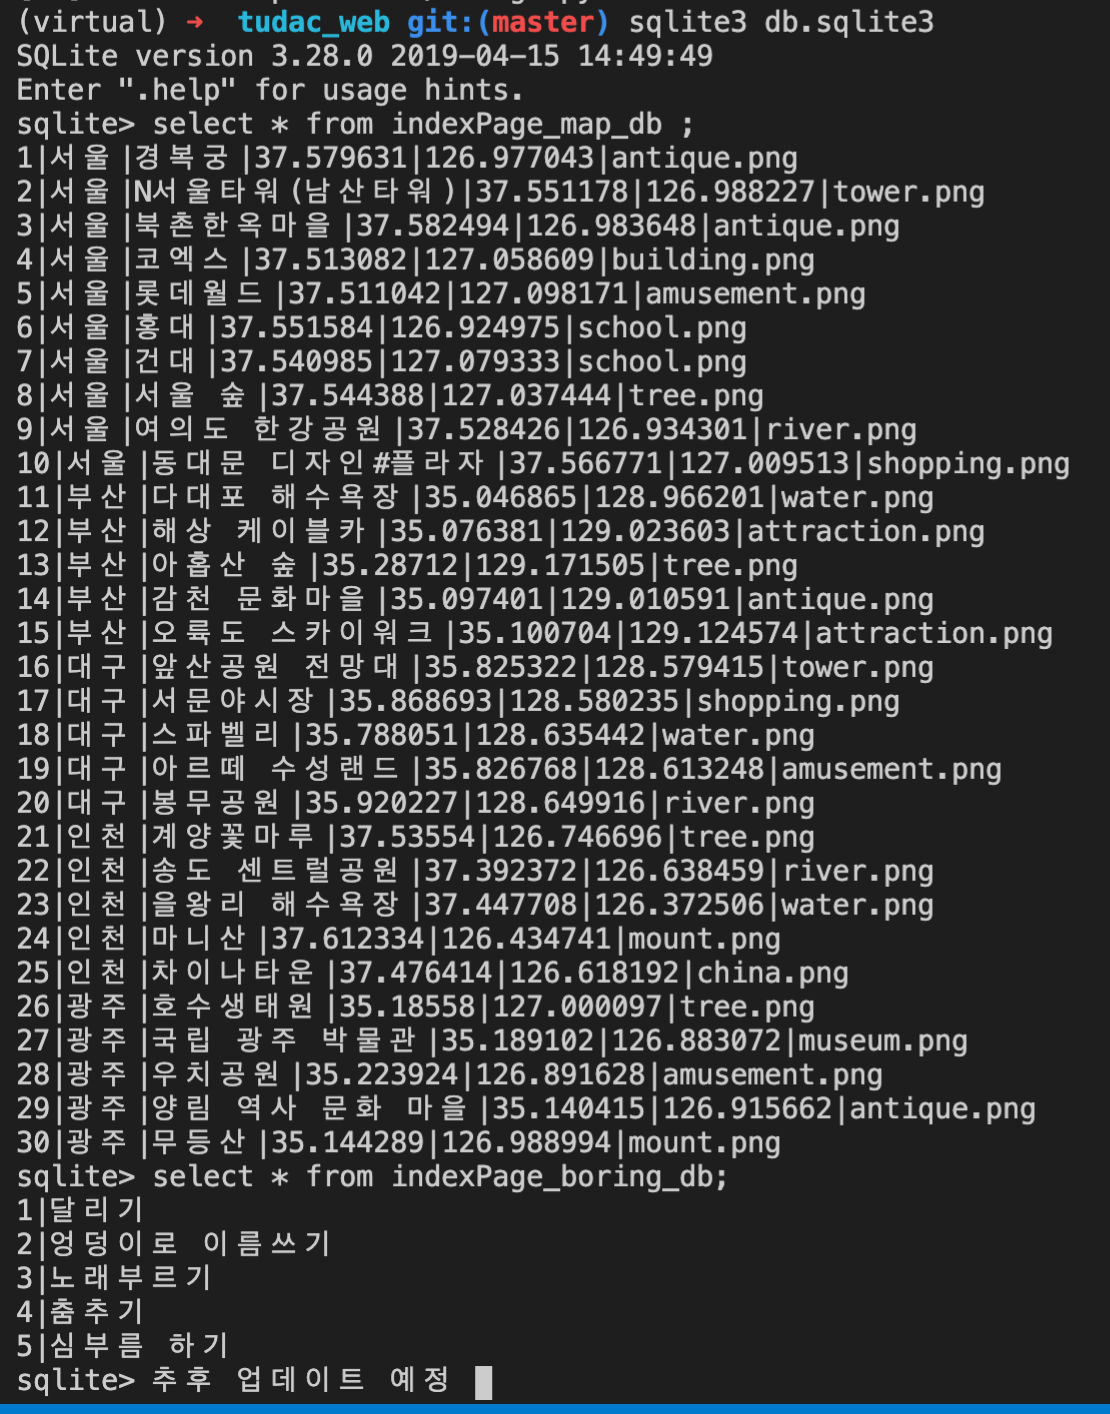 (virtual) ➜ tudac_web git:(master) sqlite3 db.sqlite3
SQLite version 3.28.0 2019-04-15 14:49:49
Enter ".help" for usage hints.
sqlite> select * from indexPage_map_db ;
1|서울|경복궁|37.579631|126.977043|antique.png
2|서울|N서울타워(남산타워)|37.551178|126.988227|tower.png
3|서울|북촌한옥마을|37.582494|126.983648|antique.png
4|서울|코엑스|37.513082|127.058609|building.png
5|서울|롯데월드|37.511042|127.098171|amusement.png
6|서울|홍대|37.551584|126.924975|school.png
7|서울|건대|37.540985|127.079333|school.png
8|서울|서울 숲|37.544388|127.037444|tree.png
9|서울|여의도 한강공원|37.528426|126.934301|river.png
10|서울|동대문 디자인#플라자|37.566771|127.009513|shopping.png
11|부산|다대포 해수욕장|35.046865|128.966201|water.png
12|부산|해상 케이블카|35.076381|129.023603|attraction.png
13|부산|아홉산 숲|35.28712|129.171505|tree.png
14|부산|감천 문화마을|35.097401|129.010591|antique.png
15|부산|오륙도 스카이워크|35.100704|129.124574|attraction.png
16|대구|앞산공원 전망대|35.825322|128.579415|tower.png
17|대구|서문야시장|35.868693|128.580235|shopping.png
18|대구|스파벨리|35.788051|128.635442|water.png
19|대구|아르떼 수성랜드|35.826768|128.613248|amusement.png
20|대구|봉무공원|35.920227|128.649916|river.png
21|인천|계양꽃마루|37.53554|126.746696|tree.png
22|인천|송도 센트럴공원|37.392372|126.638459|river.png
23|인천|을왕리 해수욕장|37.447708|126.372506|water.png
24|인천|마니산|37.612334|126.434741|mount.png
25|인천|차이나타운|37.476414|126.618192|china.png
26|광주|호수생태원|35.18558|127.000097|tree.png
27|광주|국립 광주 박물관|35.189102|126.883072|museum.png
28|광주|우치공원|35.223924|126.891628|amusement.png
29|광주|양림 역사 문화 마을|35.140415|126.915662|antique.png
30|광주|무등산|35.144289|126.988994|mount.png
sqlite> select * from indexPage_boring_db;
1|달리기
2|엉덩이로 이름쓰기
3|노래부르기
4|춤추기
5|심부름 하기
sqlite> 추후 업데이트 예정